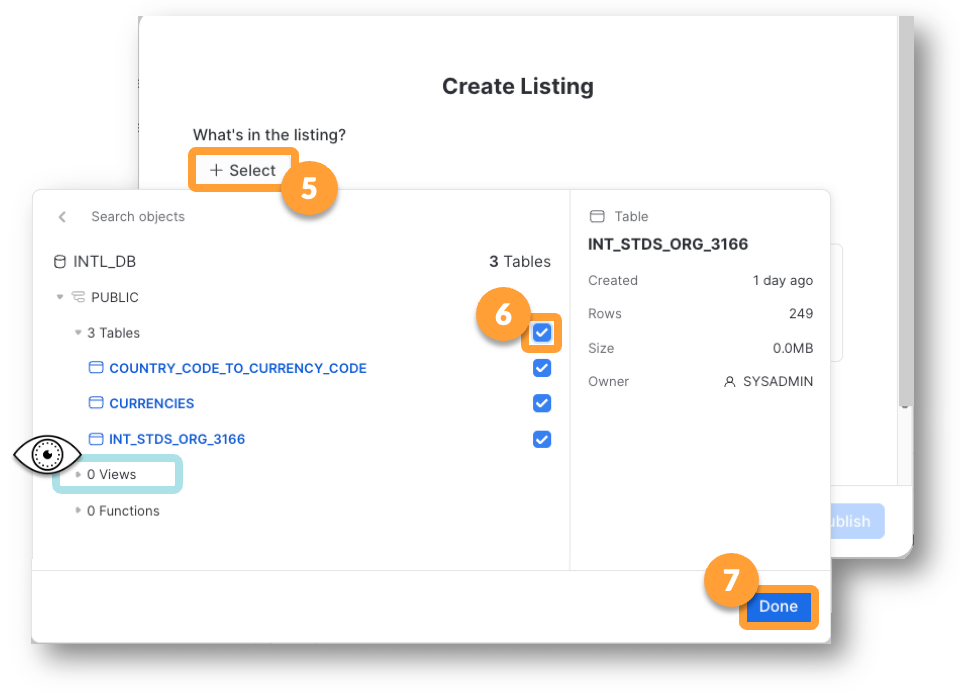 Create Listing
What's in the listing?
+ Select
5
Search objects
INTL_DB
3 Tables
PUBLIC
6
3 Tables
COUNTRY_CODE_TO_CURRENCY_CODE
CURRENCIES
INT_STDS_ORG_3166
0 Views
0 Functions
Table
INT_STDS_ORG_3166
Created 1 day ago
Rows 249
Size 0.0MB
Owner SYSADMIN
ublish
7
Done